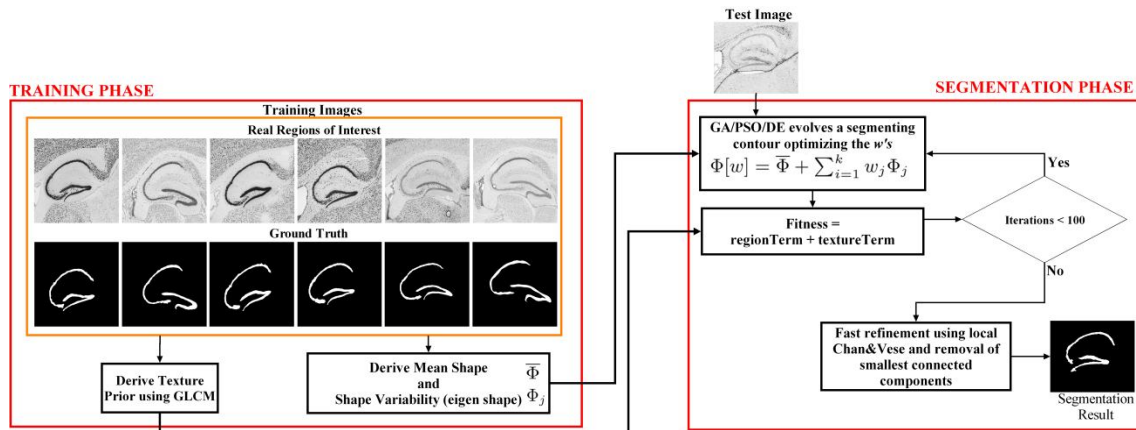 TRAINING PHASE
Training Images
Real Regions of Interest
Ground Truth
Derive Texture
Prior using GLCM
Derive Mean Shape
and
Shape Variability (eigen shape)
Φ̅
Φ_j
Test Image
SEGMENTATION PHASE
GA/PSO/DE evolves a segmenting
contour optimizing the w's
Φ[w] = Φ̅ + ∑_{i=1}^{k} w_j Φ_j
Fitness =
regionTerm + textureTerm
Yes
Iterations < 100
No
Fast refinement using local
Chan&Vese and removal of
smallest connected
components
Segmentation
Result